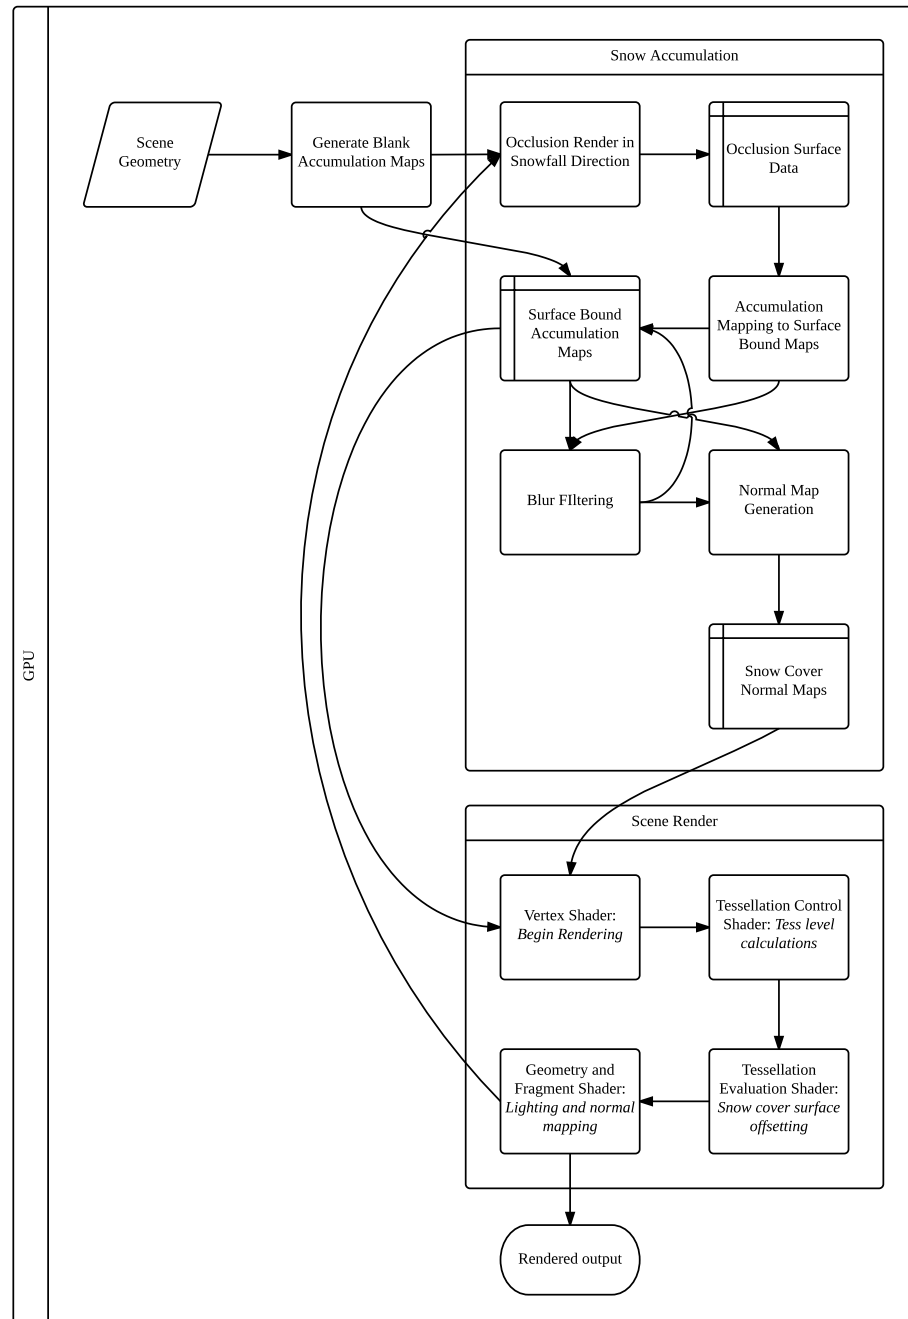 GPU
Snow Accumulation
Scene
Geometry
Generate Blank
Accumulation Maps
Occlusion Render in
Snowfall Direction
Occlusion Surface
Data
Surface Bound
Accumulation
Maps
Accumulation
Mapping to Surface
Bound Maps
Blur FIltering
Normal Map
Generation
Snow Cover
Normal Maps
Scene Render
Vertex Shader:
Begin Rendering
Tessellation Control
Shader: Tess level
calculations
Geometry and
Fragment Shader:
Lighting and normal
mapping
Tessellation
Evaluation Shader:
Snow cover surface
offsetting
Rendered output